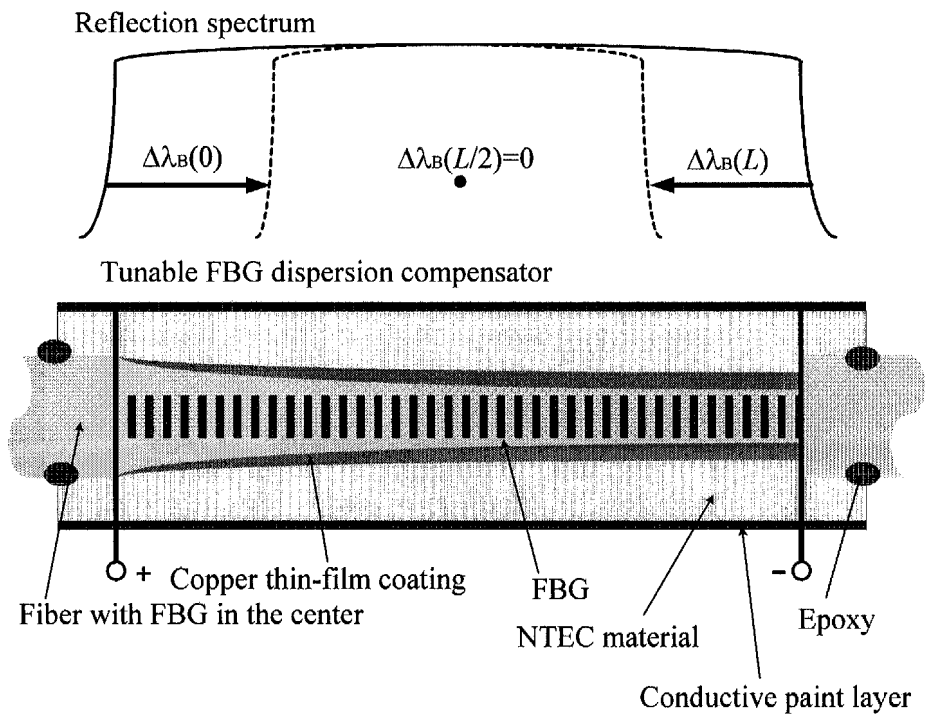 Reflection spectrum
Δλ_B(0)
Δλ_B(L/2)=0
Δλ_B(L)
Tunable FBG dispersion compensator
+
−
Copper thin-film coating
FBG
Fiber with FBG in the center
NTEC material
Epoxy
Conductive paint layer